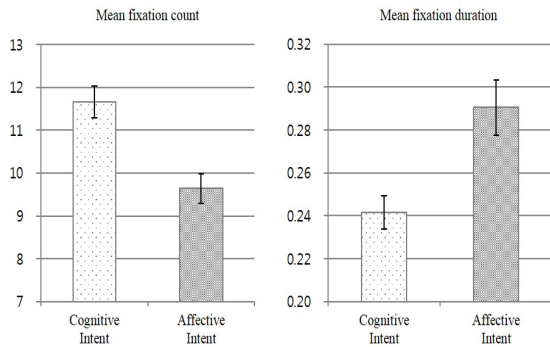 Mean fixation count
13
12
11
10
9
8
7
Cognitive
Intent
Affective
Intent
Mean fixation duration
0.32
0.30
0.28
0.26
0.24
0.22
0.20
Cognitive
Intent
Affective
Intent